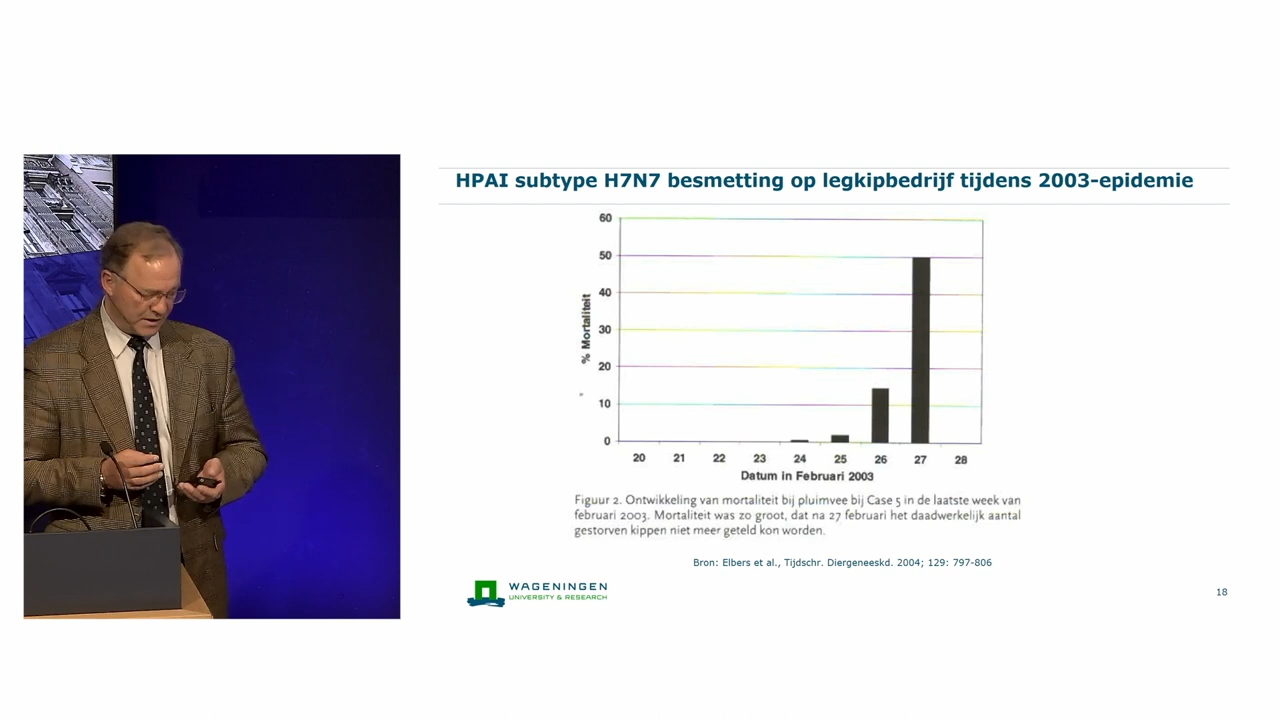 HPAI subtype H7N7 besmetting op legkipbedrijf tijdens 2003-epidemie
60
50
40
30
20
10
0
% Mortaliteit
20 21 22 23 24 25 26 27 28
Datum in Februari 2003
Figuur 2. Ontwikkeling van mortaliteit bij pluimvee bij Case 5 in de laatste week van
februari 2003. Mortaliteit was zo groot, dat na 27 februari het daadwerkelijk aantal
gestorven kippen niet meer geteld kon worden.
Bron: Elbers et al., Tijdschr. Diergeneeskd. 2004; 129: 797-806
WAGENINGEN
UNIVERSITY & RESEARCH
18